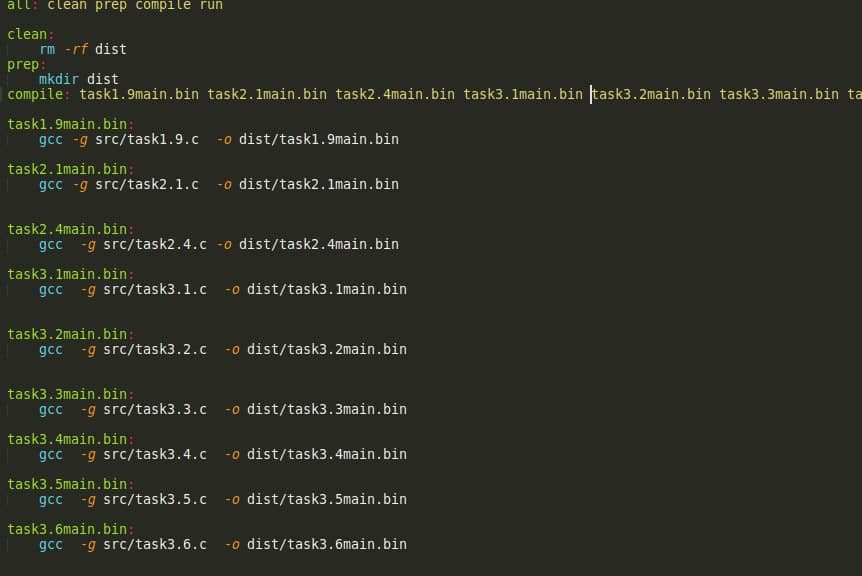 all: clean prep compile run
clean:
rm -rf dist
prep:
mkdir dist
compile: task1.9main.bin task2.1main.bin task2.4main.bin task3.1main.bin task3.2main.bin task3.3main.bin ta
task1.9main.bin:
gcc -g src/task1.9.c -o dist/task1.9main.bin
task2.1main.bin:
gcc -g src/task2.1.c -o dist/task2.1main.bin
task2.4main.bin:
gcc -g src/task2.4.c -o dist/task2.4main.bin
task3.1main.bin:
gcc -g src/task3.1.c -o dist/task3.1main.bin
task3.2main.bin:
gcc -g src/task3.2.c -o dist/task3.2main.bin
task3.3main.bin:
gcc -g src/task3.3.c -o dist/task3.3main.bin
task3.4main.bin:
gcc -g src/task3.4.c -o dist/task3.4main.bin
task3.5main.bin:
gcc -g src/task3.5.c -o dist/task3.5main.bin
task3.6main.bin:
gcc -g src/task3.6.c -o dist/task3.6main.bin